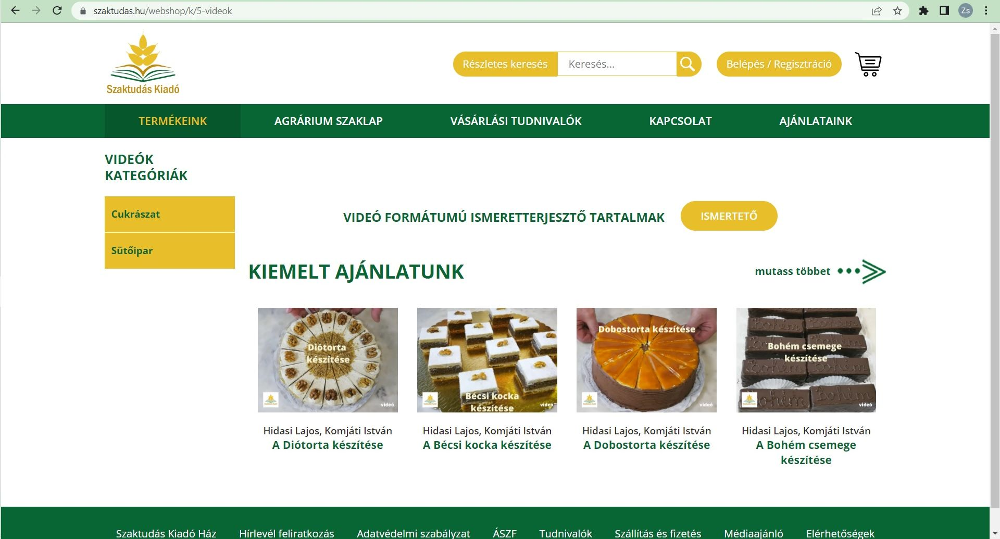 szaktudas.hu/webshop/k/5-videok
Zs
Szaktudás Kiadó
Részletes keresés
Keresés...
Belépés / Regisztráció
TERMÉKEINK
AGRÁRIUM SZAKLAP
VÁSÁRLÁSI TUDNIVALÓK
KAPCSOLAT
AJÁNLATAINK
VIDEÓK
KATEGÓRIÁK
Cukrászat
Sütőipar
VIDEÓ FORMÁTUMÚ ISMERETTERJESZTŐ TARTALMAK
ISMERTETŐ
KIEMELT AJÁNLATUNK
mutass többet
Diótorta
készítése
videó
Hidasi Lajos, Komjáti István
A Diótorta készítése
Bécsi kocka
készítése
videó
Hidasi Lajos, Komjáti István
A Bécsi kocka készítése
Dobostorta készítése
videó
Hidasi Lajos, Komjáti István
A Dobostorta készítése
Bohém csemege
készítése
videó
Hidasi Lajos, Komjáti István
A Bohém csemege
készítése
Szaktudás Kiadó Ház
Hírlevél feliratkozás
Adatvédelmi szabályzat
ÁSZF
Tudnivalók
Szállítás és fizetés
Médiaajánló
Elérhetőségek